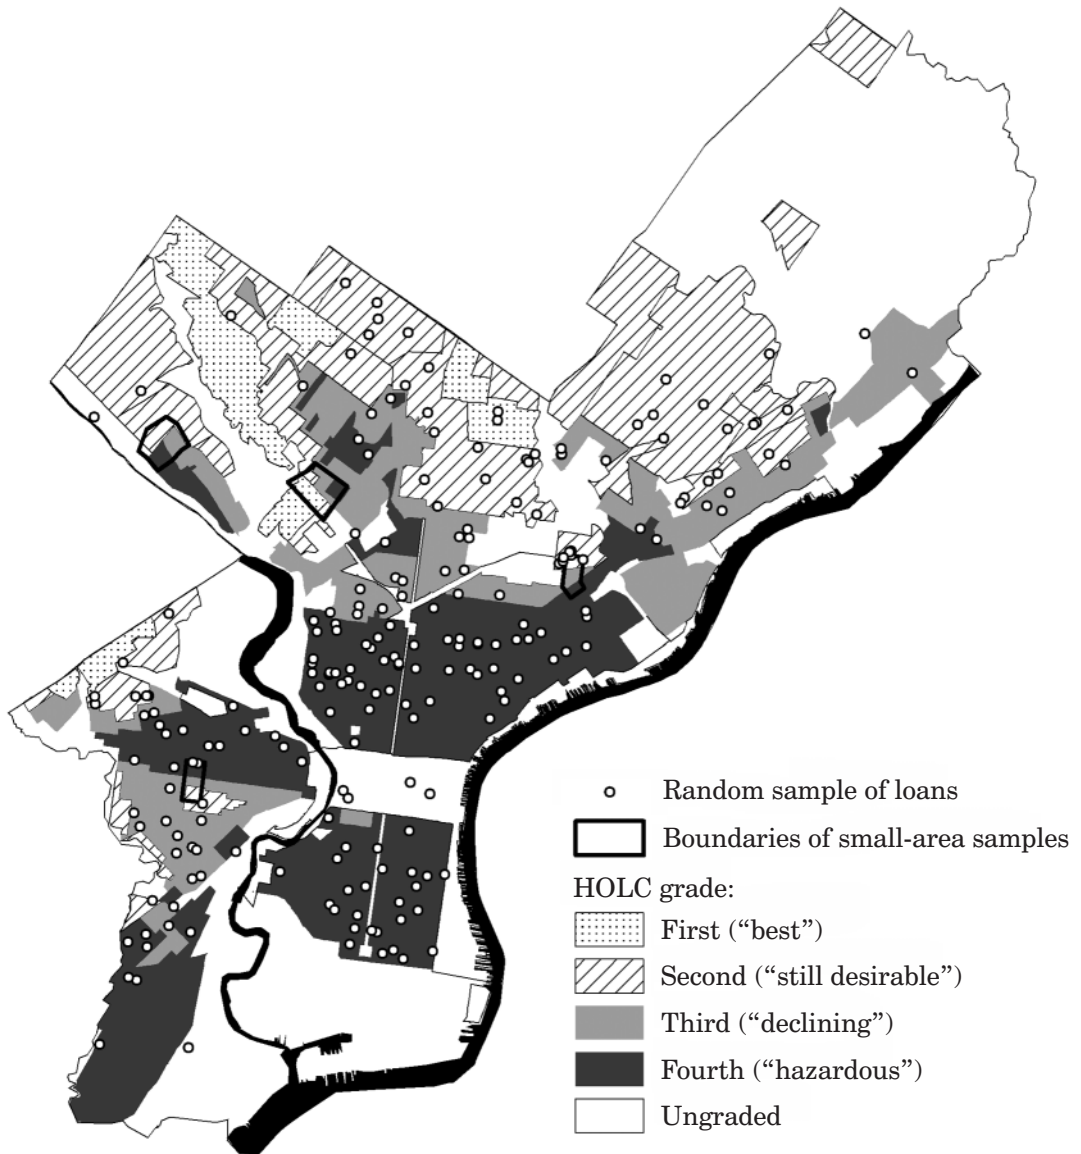 Random sample of loans
Boundaries of small-area samples
HOLC grade:
First (“best”)
Second (“still desirable”)
Third (“declining”)
Fourth (“hazardous”)
Ungraded